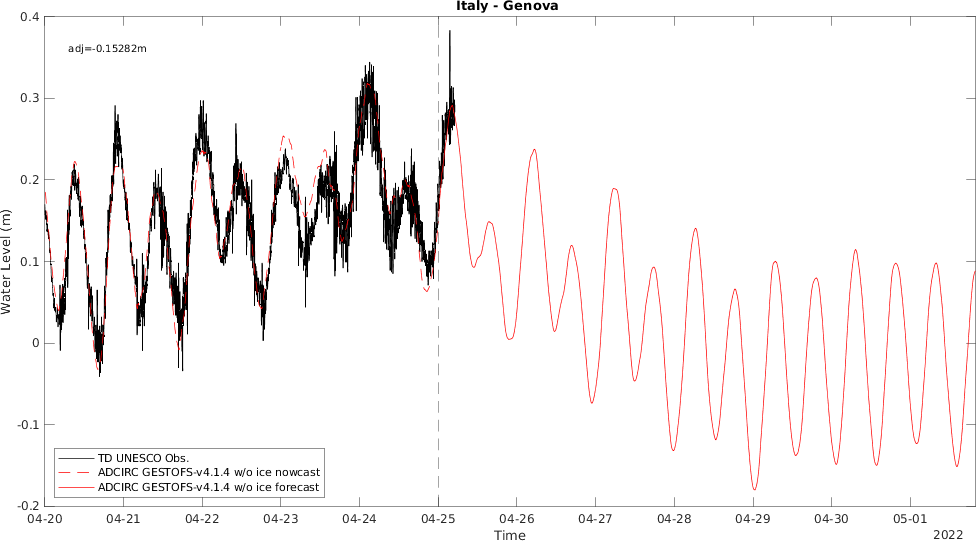 Italy - Genova
adj=-0.15282m
0.4
0.3
0.2
0.1
0
-0.1
-0.2
Water Level (m)
TD UNESCO Obs.
ADCIRC GESTOFS-v4.1.4 w/o ice nowcast
ADCIRC GESTOFS-v4.1.4 w/o ice forecast
04-20 04-21 04-22 04-23 04-24 04-25 04-26 04-27 04-28 04-29 04-30 05-01
Time
2022